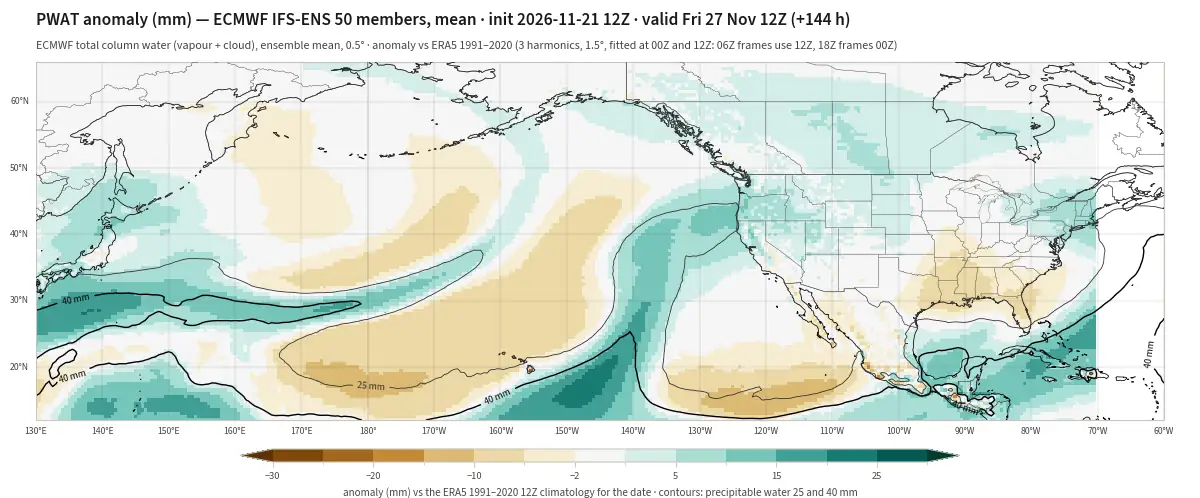 PWAT anomaly (mm) — ECMWF IFS-ENS 50 members, mean · init 2026-11-21 12Z · valid Fri 27 Nov 12Z (+144 h)
ECMWF total column water (vapour + cloud), ensemble mean, 0.5° · anomaly vs ERA5 1991–2020 (3 harmonics, 1.5°, fitted at 00Z and 12Z: 06Z frames use 12Z, 18Z frames 00Z)
60°N
50°N
40°N
30°N
20°N
40 mm
40 mm
25 mm
40 mm
40 mm
130°E 140°E 150°E 160°E 170°E 180° 170°W 160°W 150°W 140°W 130°W 120°W 110°W 100°W 90°W 80°W 70°W 60°W
−30 −20 −10 −2 5 15 25
anomaly (mm) vs the ERA5 1991–2020 12Z climatology for the date · contours: precipitable water 25 and 40 mm